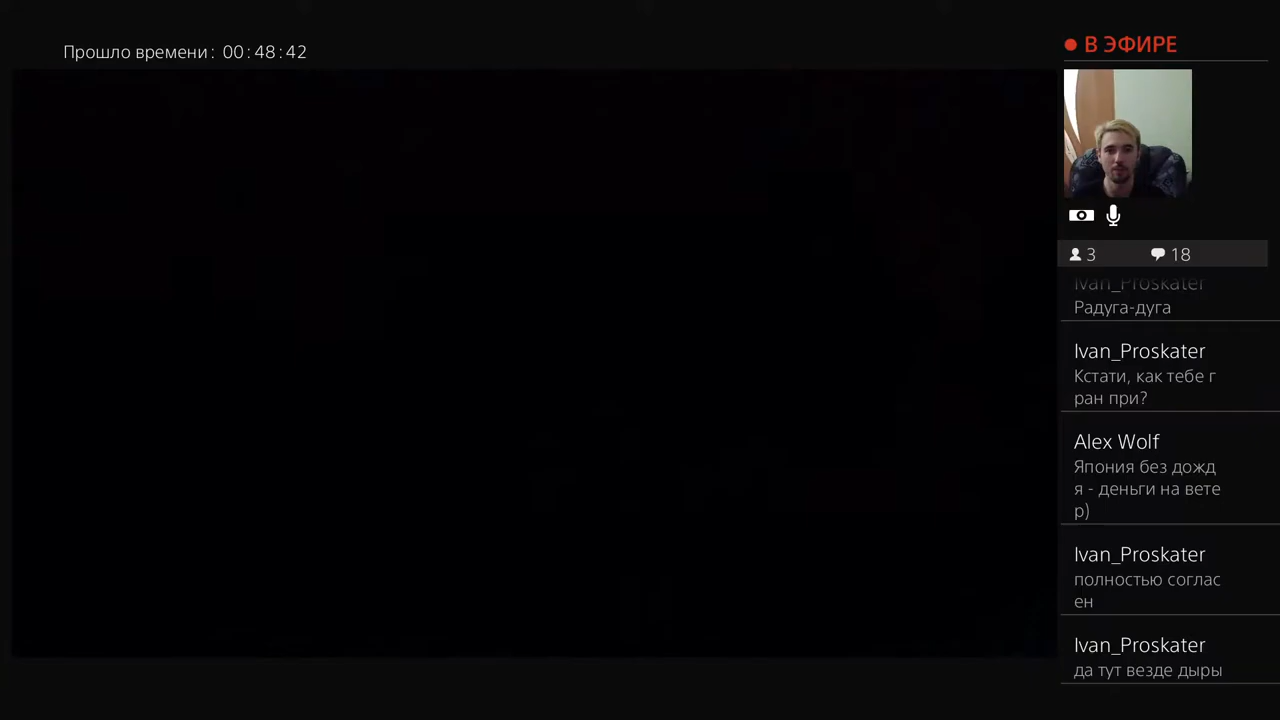 Прошло времени: 00:48:42
В ЭФИРЕ
3 18
Ivan_Proskater
Радуга-дуга
Ivan_Proskater
Кстати, как тебе г
ран при?
Alex Wolf
Япония без дожд
я - деньги на вете
р)
Ivan_Proskater
полностью соглас
ен
Ivan_Proskater
да тут везде дыры